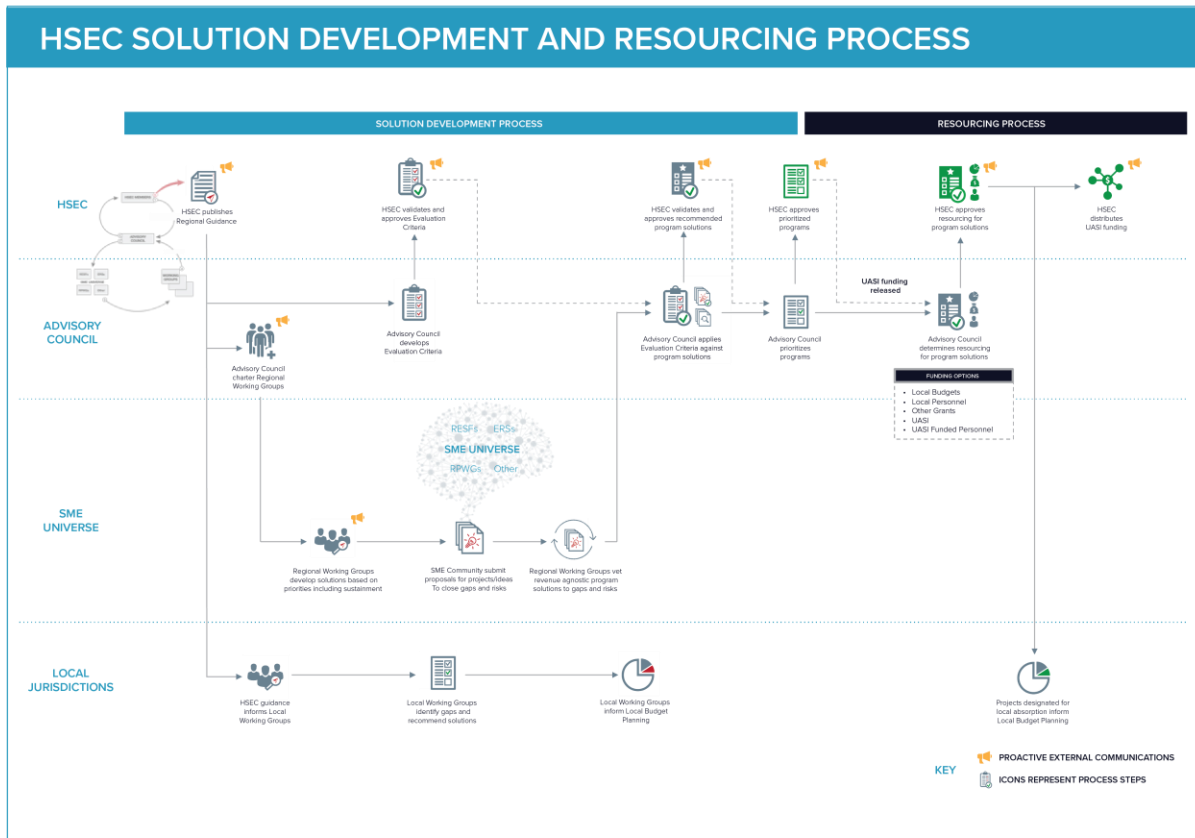 HSEC SOLUTION DEVELOPMENT AND RESOURCING PROCESS
SOLUTION DEVELOPMENT PROCESS
RESOURCING PROCESS
HSEC
HSEC publishes
Regional Guidance
HSEC validates and
approves Evaluation
Criteria
HSEC validates and
approves recommended
program solutions
HSEC approves
prioritized
programs
HSEC approves
resourcing for
program solutions
HSEC
distributes
UASI funding
ADVISORY
COUNCIL
ADVISORY
COUNCIL
Advisory Council
charter Regional
Working Groups
Advisory Council
develops
Evaluation Criteria
Advisory Council applies
Evaluation Criteria against
program solutions
Advisory Council
prioritizes
programs
UASI funding
released
Advisory Council
determines resourcing
for program solutions
FUNDING OPTIONS
• Local Budgets
• Local Personnel
• Other Grants
• UASI
• UASI Funded Personnel
SME
UNIVERSE
RESFs ERSs
SME UNIVERSE
RPWGs Other
Regional Working Groups
develop solutions based on
priorities including sustainment
SME Community submit
proposals for projects/ideas
To close gaps and risks
Regional Working Groups vet
revenue agnostic program
solutions to gaps and risks
LOCAL
JURISDICTIONS
HSEC guidance
informs Local
Working Groups
Local Working Groups
identify gaps and
recommend solutions
Local Working Groups
inform Local Budget
Planning
Projects designated for
local absorption inform
Local Budget Planning
KEY
PROACTIVE EXTERNAL COMMUNICATIONS
ICONS REPRESENT PROCESS STEPS